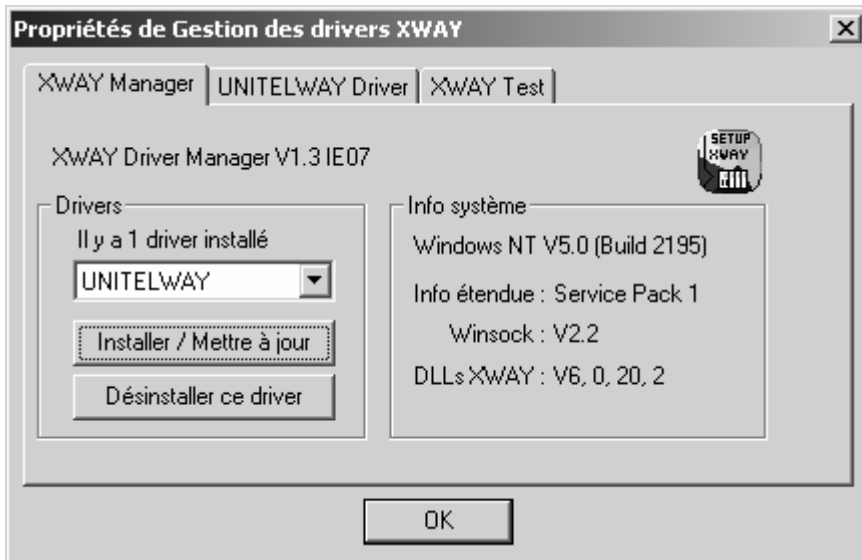 Propriétés de Gestion des drivers XWAY
XWAY Manager
UNITELWAY Driver
XWAY Test
XWAY Driver Manager V1.3 IE07
SETUP
XWAY
Drivers
Il y a 1 driver installé
UNITELWAY
Installer / Mettre à jour
Désinstaller ce driver
Info système
Windows NT V5.0 (Build 2195)
Info étendue : Service Pack 1
Winsock : V2.2
DLLs XWAY : V6, 0, 20, 2
OK